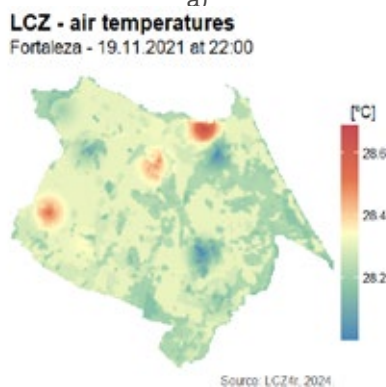 a)
LCZ - air temperatures
Fortaleza - 19.11.2021 at 22:00
[°C]
28.6
28.4
28.2
Source: LCZ4r, 2024.